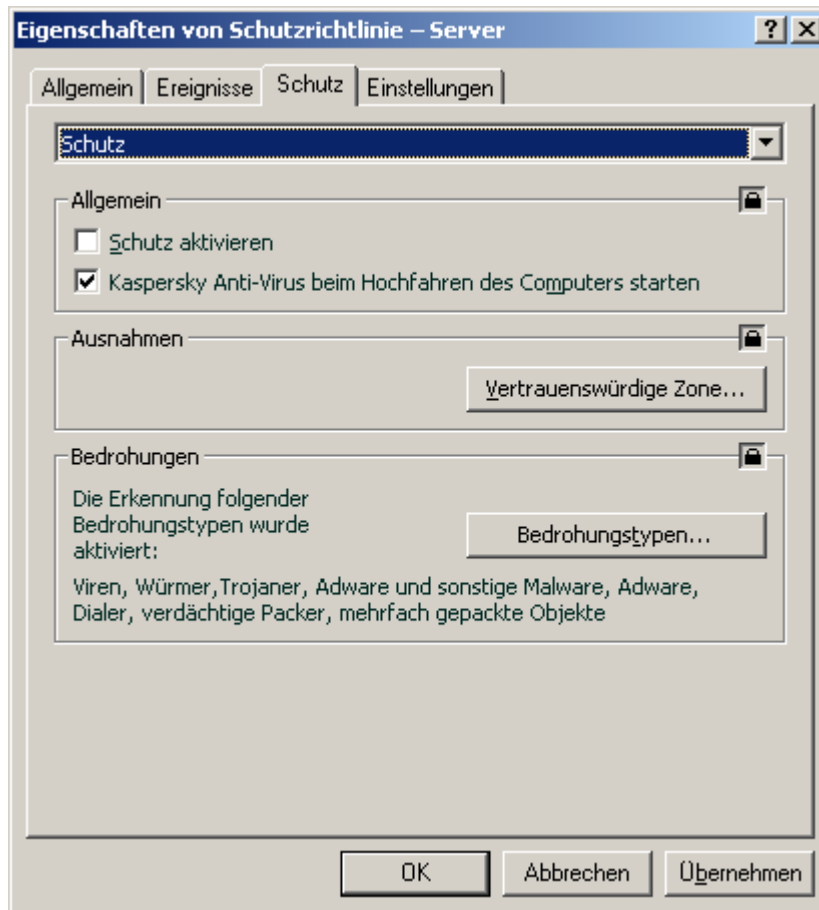 Eigenschaften von Schutzrichtlinie – Server
Allgemein
Ereignisse
Schutz
Einstellungen
Schutz
Allgemein
Schutz aktivieren
Kaspersky Anti-Virus beim Hochfahren des Computers starten
Ausnahmen
Vertrauenswürdige Zone...
Bedrohungen
Die Erkennung folgender
Bedrohungstypen wurde
aktiviert:
Bedrohungstypen...
Viren, Würmer,Trojaner, Adware und sonstige Malware, Adware,
Dialer, verdächtige Packer, mehrfach gepackte Objekte
OK
Abbrechen
Übernehmen